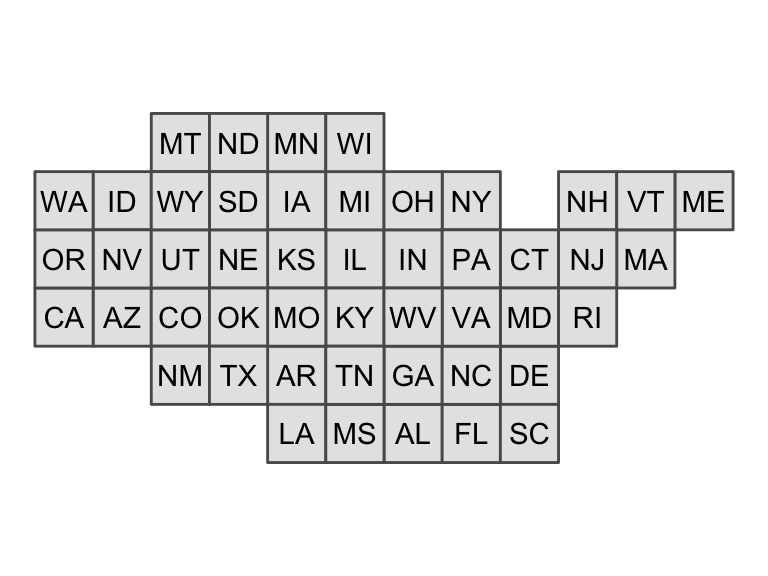 MT ND MN WI
WA ID WY SD IA MI OH NY NH VT ME
OR NV UT NE KS IL IN PA CT NJ MA
CA AZ CO OK MO KY WV VA MD RI
NM TX AR TN GA NC DE
LA MS AL FL SC